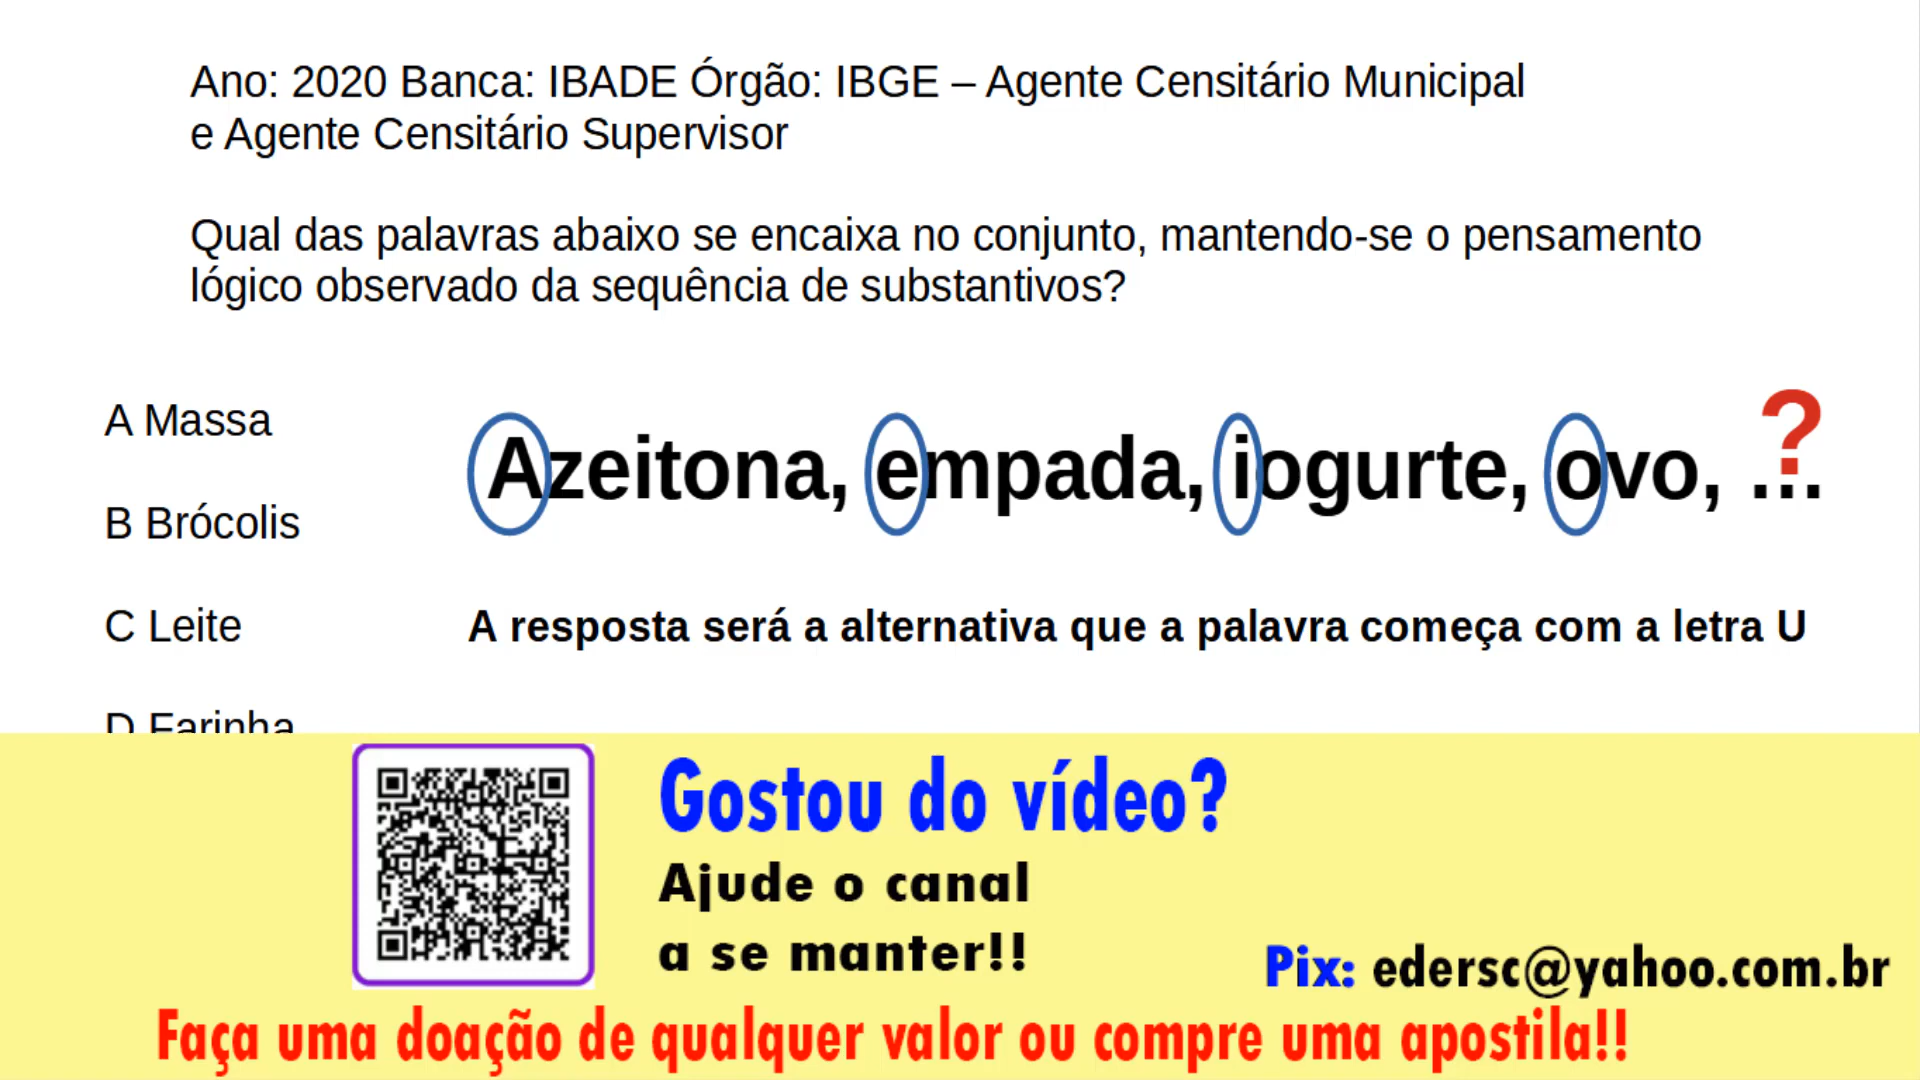 Ano: 2020 Banca: IBADE Órgão: IBGE – Agente Censitário Municipal
e Agente Censitário Supervisor
Qual das palavras abaixo se encaixa no conjunto, mantendo-se o pensamento
lógico observado da sequência de substantivos?
A Massa
Azeitona, empada, iogurte, ovo, ...
?
B Brócolis
C Leite
A resposta será a alternativa que a palavra começa com a letra U
D Farinha
Gostou do vídeo?
Ajude o canal
a se manter!!
Pix: edersc@yahoo.com.br
Faça uma doação de qualquer valor ou compre uma apostila!!